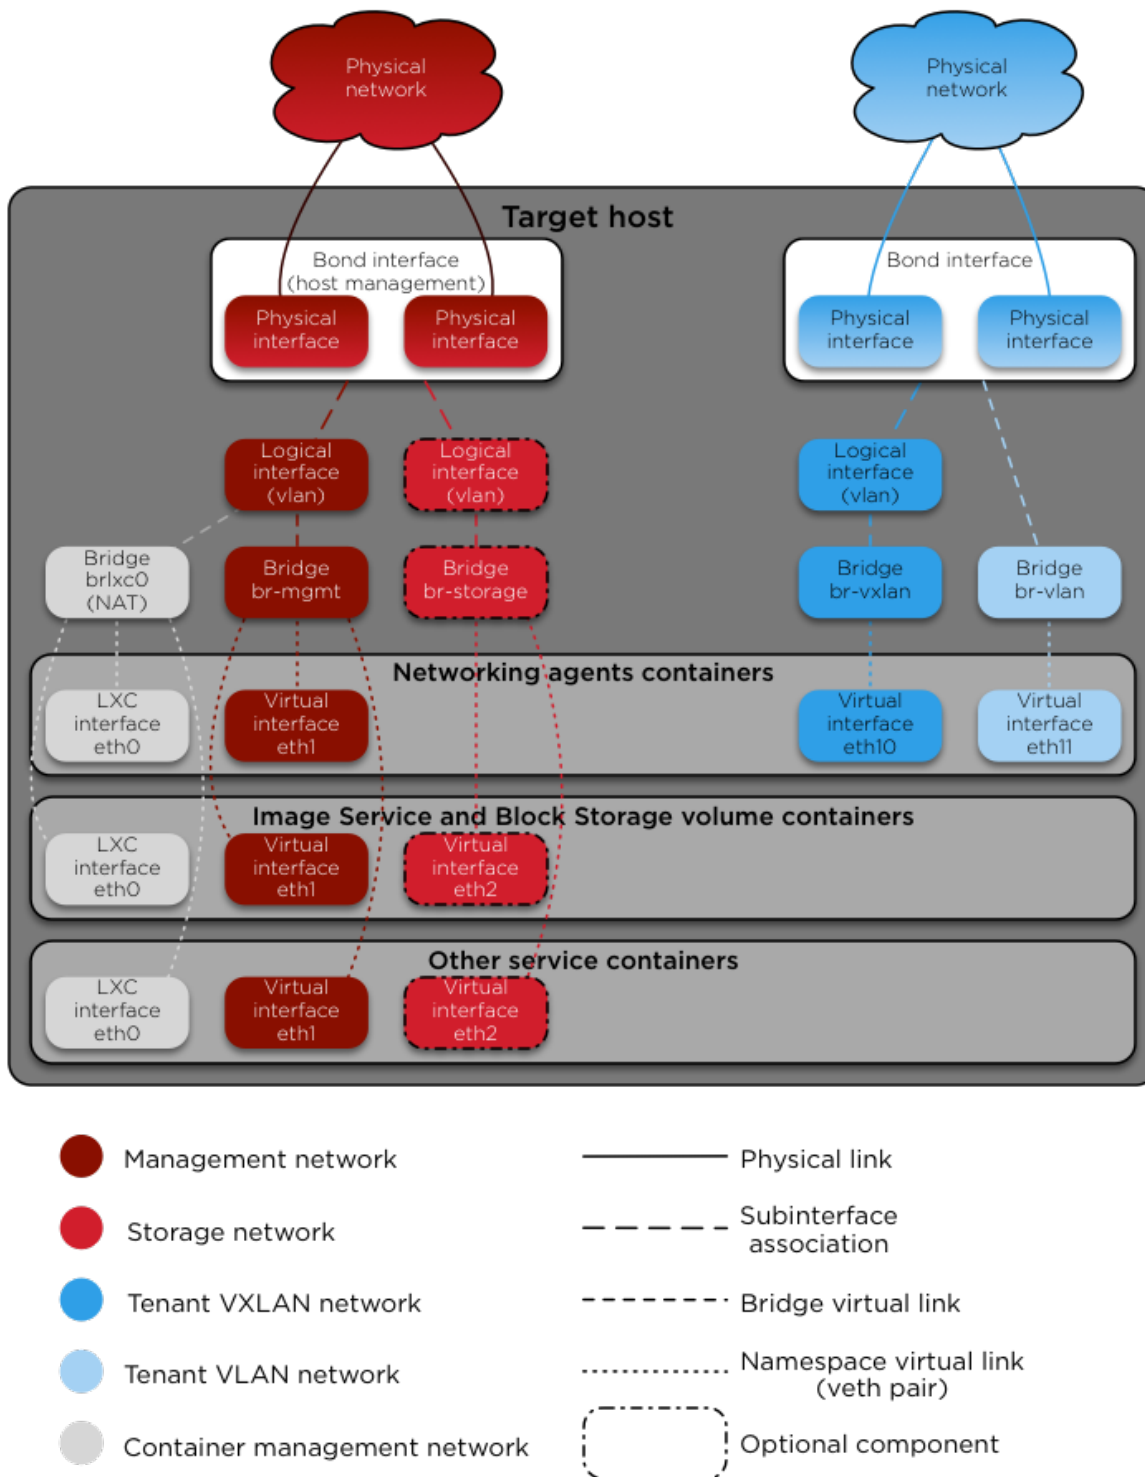 Physical
network
Physical
network
Target host
Bond interface
(host management)
Bond interface
Physical
interface
Physical
interface
Physical
interface
Physical
interface
Logical
interface
(vlan)
Logical
interface
(vlan)
Logical
interface
(vlan)
Bridge
brlxc0
(NAT)
Bridge
br-mgmt
Bridge
br-storage
Bridge
br-vxlan
Bridge
br-vlan
Networking agents containers
LXC
interface
eth0
Virtual
interface
eth1
Virtual
interface
eth10
Virtual
interface
eth11
Image Service and Block Storage volume containers
LXC
interface
eth0
Virtual
interface
eth1
Virtual
interface
eth2
Other service containers
LXC
interface
eth0
Virtual
interface
eth1
Virtual
interface
eth2
Management network
Physical link
Storage network
Subinterface
association
Tenant VXLAN network
Bridge virtual link
Tenant VLAN network
Namespace virtual link
(veth pair)
Container management network
Optional component